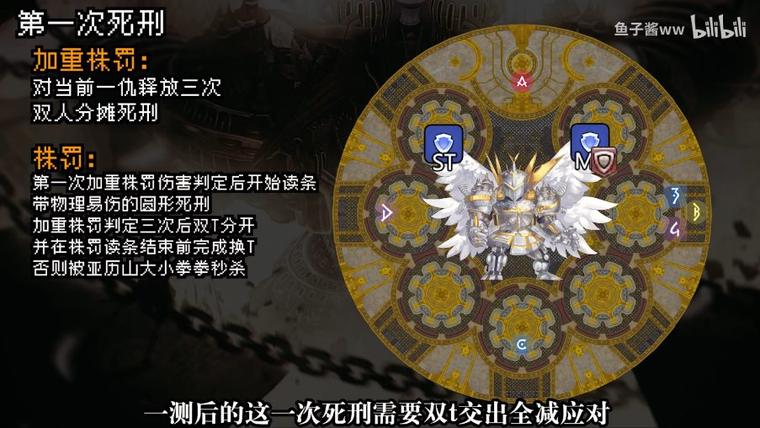 第一次死刑
鱼子酱ww bilibili
加重株罚：
对当前一仇释放三次
双人分摊死刑
株罚：
第一次加重株罚伤害判定后开始读条
带物理易伤的圆形死刑
加重株罚判定三次后双T分开
并在株罚读条结束前完成换T
否则被亚历山大小拳拳秒杀
A
ST
M
D
3
B
4
C
一测后的这一次死刑需要双t交出全减应对